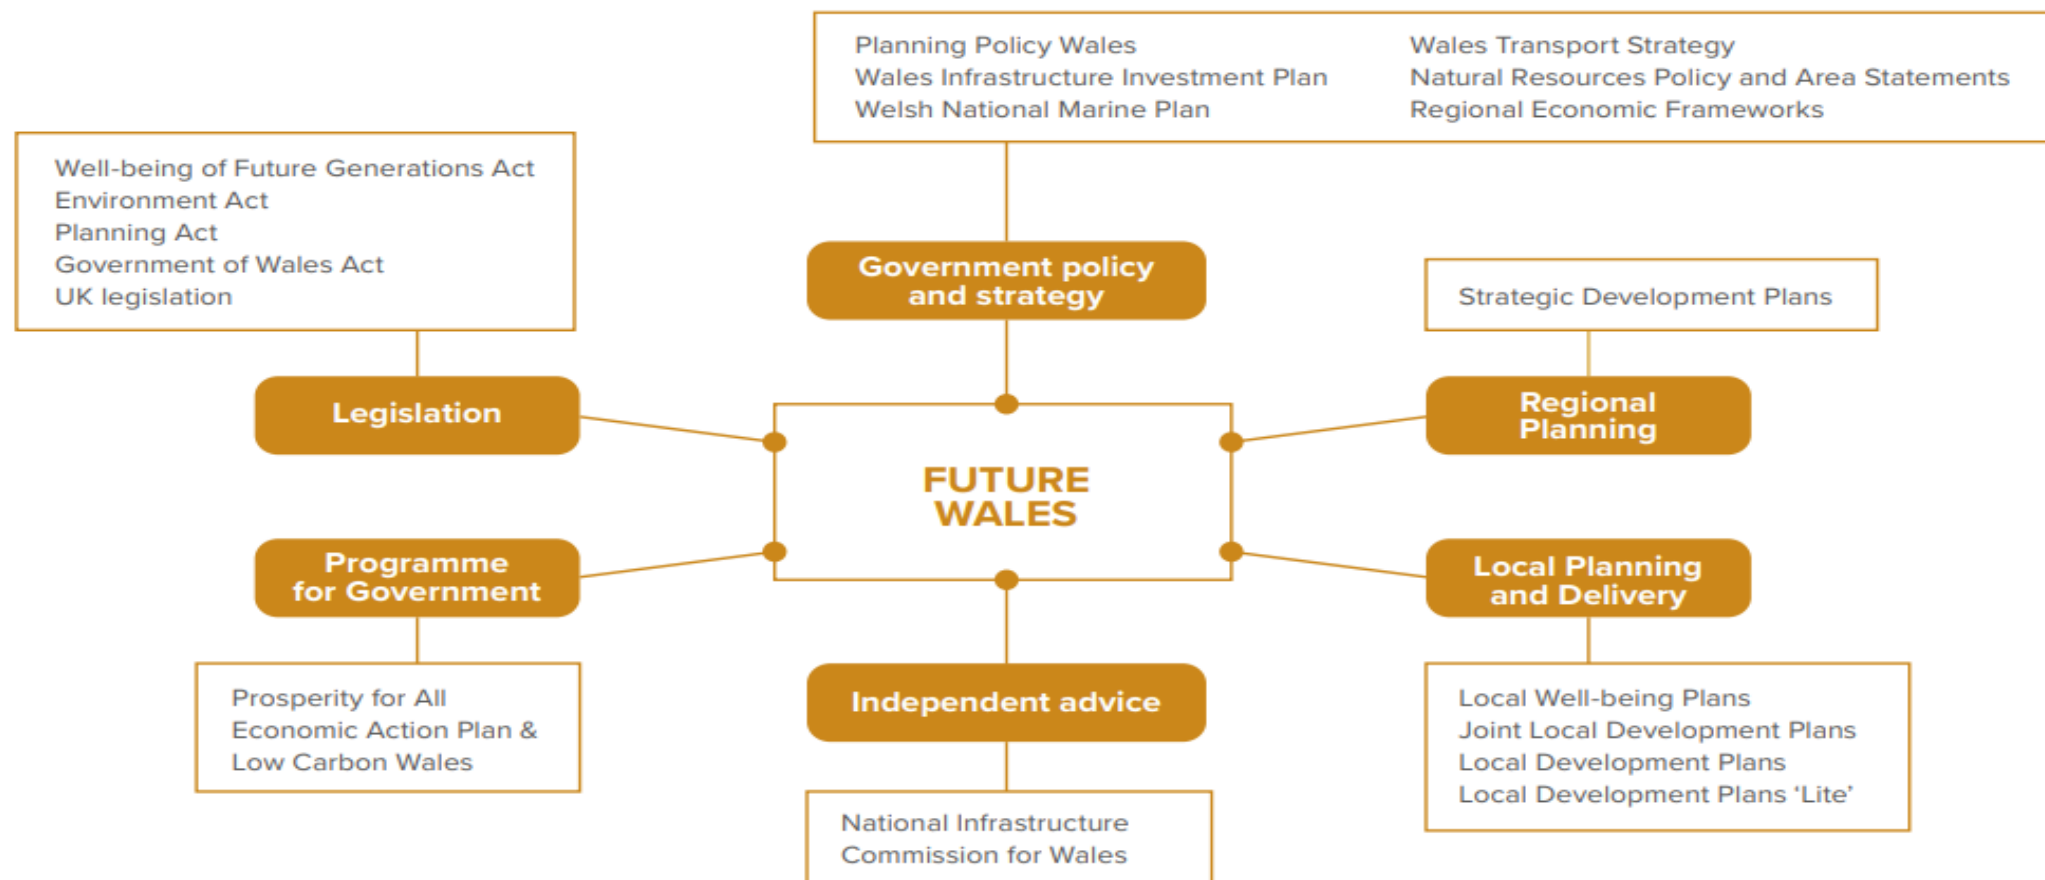 Planning Policy Wales
Wales Infrastructure Investment Plan
Welsh National Marine Plan
Wales Transport Strategy
Natural Resources Policy and Area Statements
Regional Economic Frameworks
Well-being of Future Generations Act
Environment Act
Planning Act
Government of Wales Act
UK legislation
Government policy
and strategy
Strategic Development Plans
Legislation
Regional
Planning
FUTURE
WALES
Programme
for Government
Local Planning
and Delivery
Prosperity for All
Economic Action Plan &
Low Carbon Wales
Independent advice
Local Well-being Plans
Joint Local Development Plans
Local Development Plans
Local Development Plans ‘Lite’
National Infrastructure
Commission for Wales